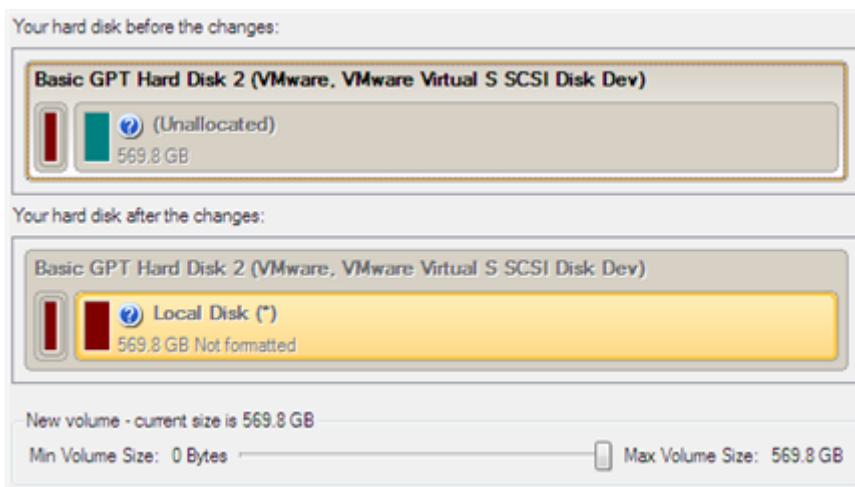 Your hard disk before the changes:
Basic GPT Hard Disk 2 (VMware, VMware Virtual S SCSI Disk Dev)
(Unallocated)
569.8 GB
Your hard disk after the changes:
Basic GPT Hard Disk 2 (VMware, VMware Virtual S SCSI Disk Dev)
Local Disk (*)
569.8 GB Not formatted
New volume - current size is 569.8 GB
Min Volume Size: 0 Bytes Max Volume Size: 569.8 GB